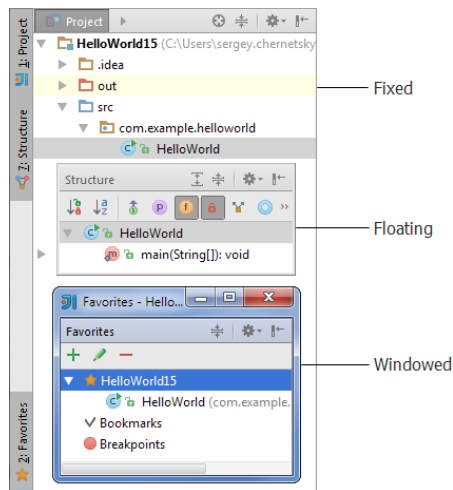 1: Project
7: Structure
2: Favorites
Project
HelloWorld15 (C:\Users\sergey.chernetsky
.idea
out
src
com.example.helloworld
HelloWorld
Fixed
Structure
HelloWorld
main(String[]): void
Floating
Favorites - Hello...
Favorites
HelloWorld15
HelloWorld (com.example.
Bookmarks
Breakpoints
Windowed